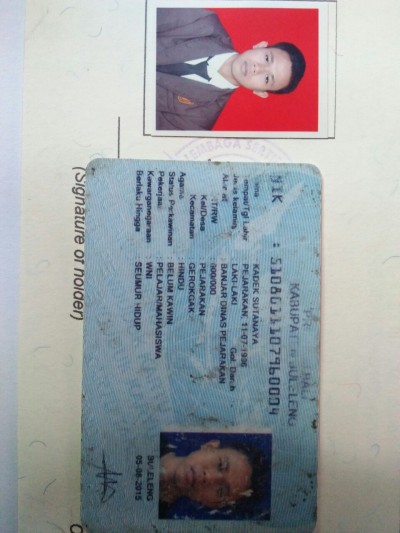 BALI
KABUPATEN BULELENG
NIK : 5108011107960004
Nama KADEK SUTANAYA
Tempat/Tgl Lahir PEJARAKAN, 11-07-1996
Jenis kelamin LAKI-LAKI Gol. Darah
Alamat BANJAR DINAS PEJARAKAN
RT/RW 000/000
Kel/Desa PEJARAKAN
Kecamatan GEROKGAK
Agama HINDU
Status Perkawinan BELUM KAWIN
Pekerjaan PELAJAR/MAHASISWA
Kewarganegaraan WNI
Berlaku Hingga SEUMUR HIDUP
BULELENG
05-08-2015
(Signature of holder)